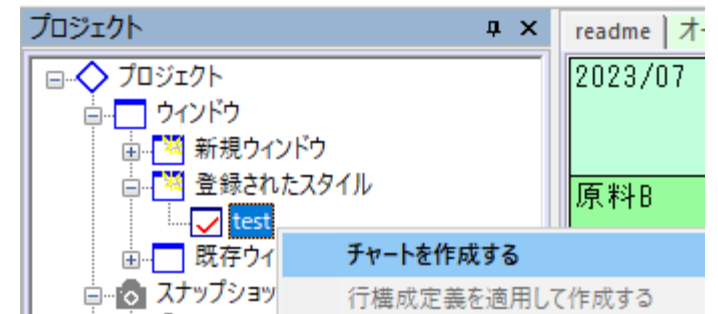 プロジェクト
readme
プロジェクト
2023/07
ウィンドウ
新規ウィンドウ
登録されたスタイル
原料B
test
既存ウィ
チャートを作成する
スナップショッ
行構成定義を適用して作成する